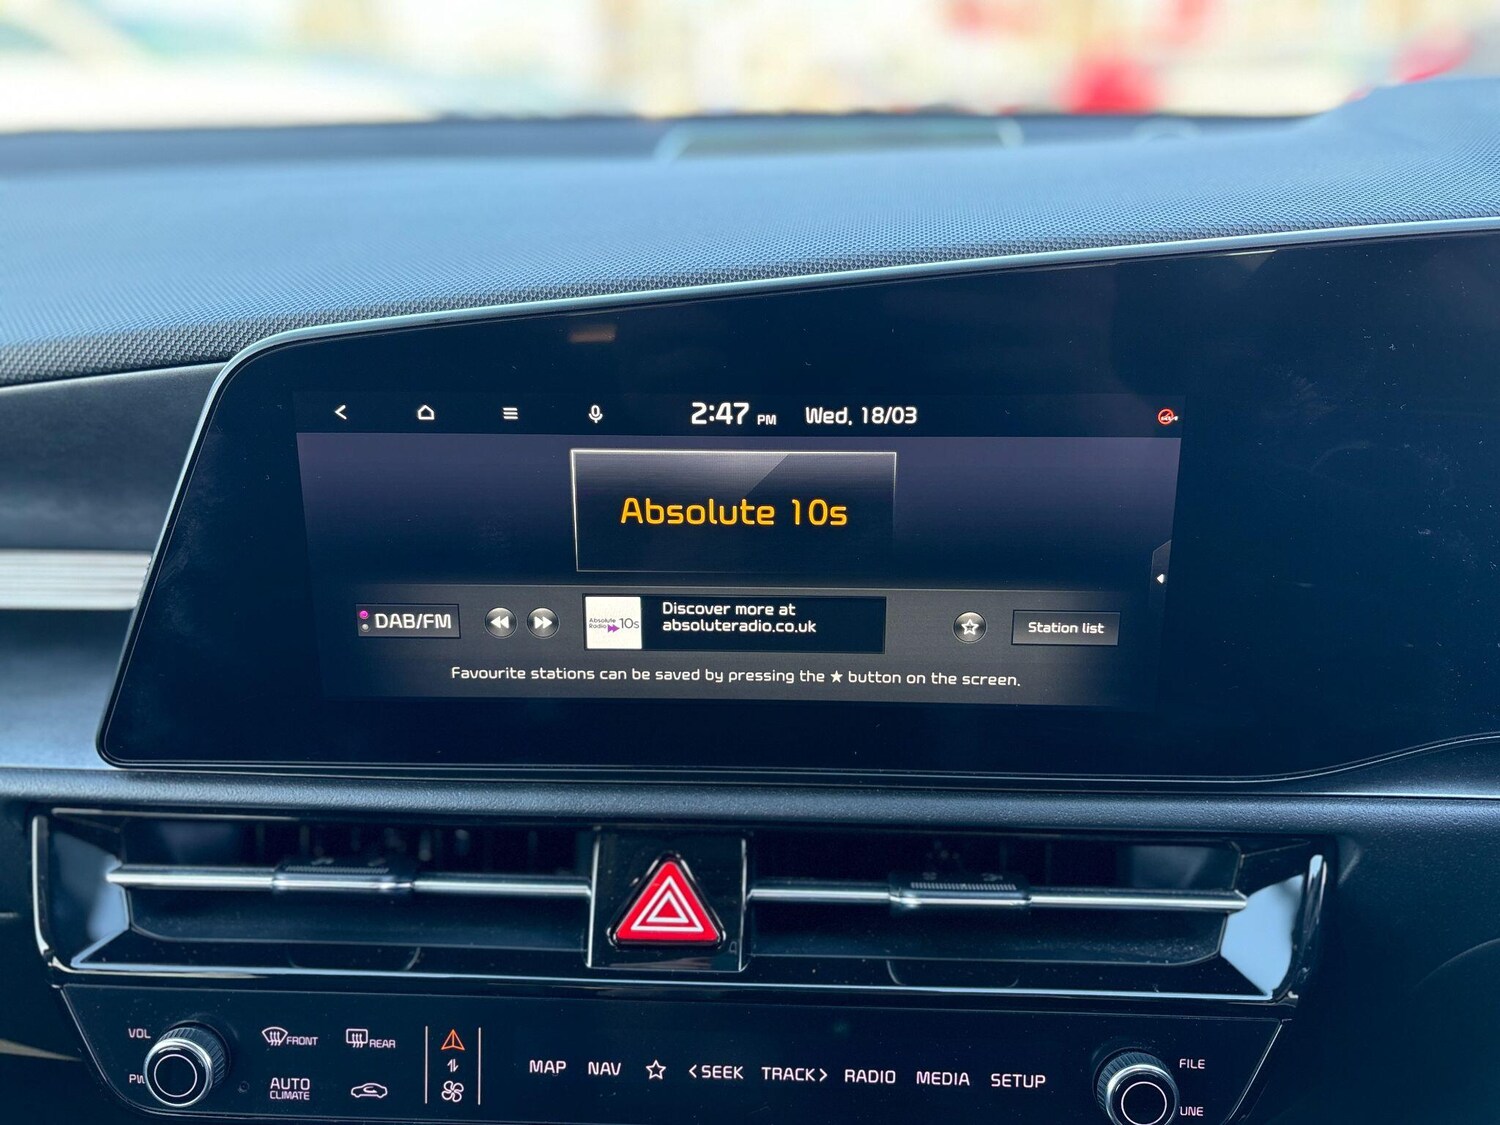 2:47 PM Wed, 18/03
Absolute 10s
DAB/FM
Absolute
Radio 10s
Discover more at
absoluteradio.co.uk
Station list
Favourite stations can be saved by pressing the ★ button on the screen.
VOL
FRONT
REAR
AUTO
CLIMATE
MAP NAV ☆ <SEEK TRACK> RADIO MEDIA SETUP
FILE